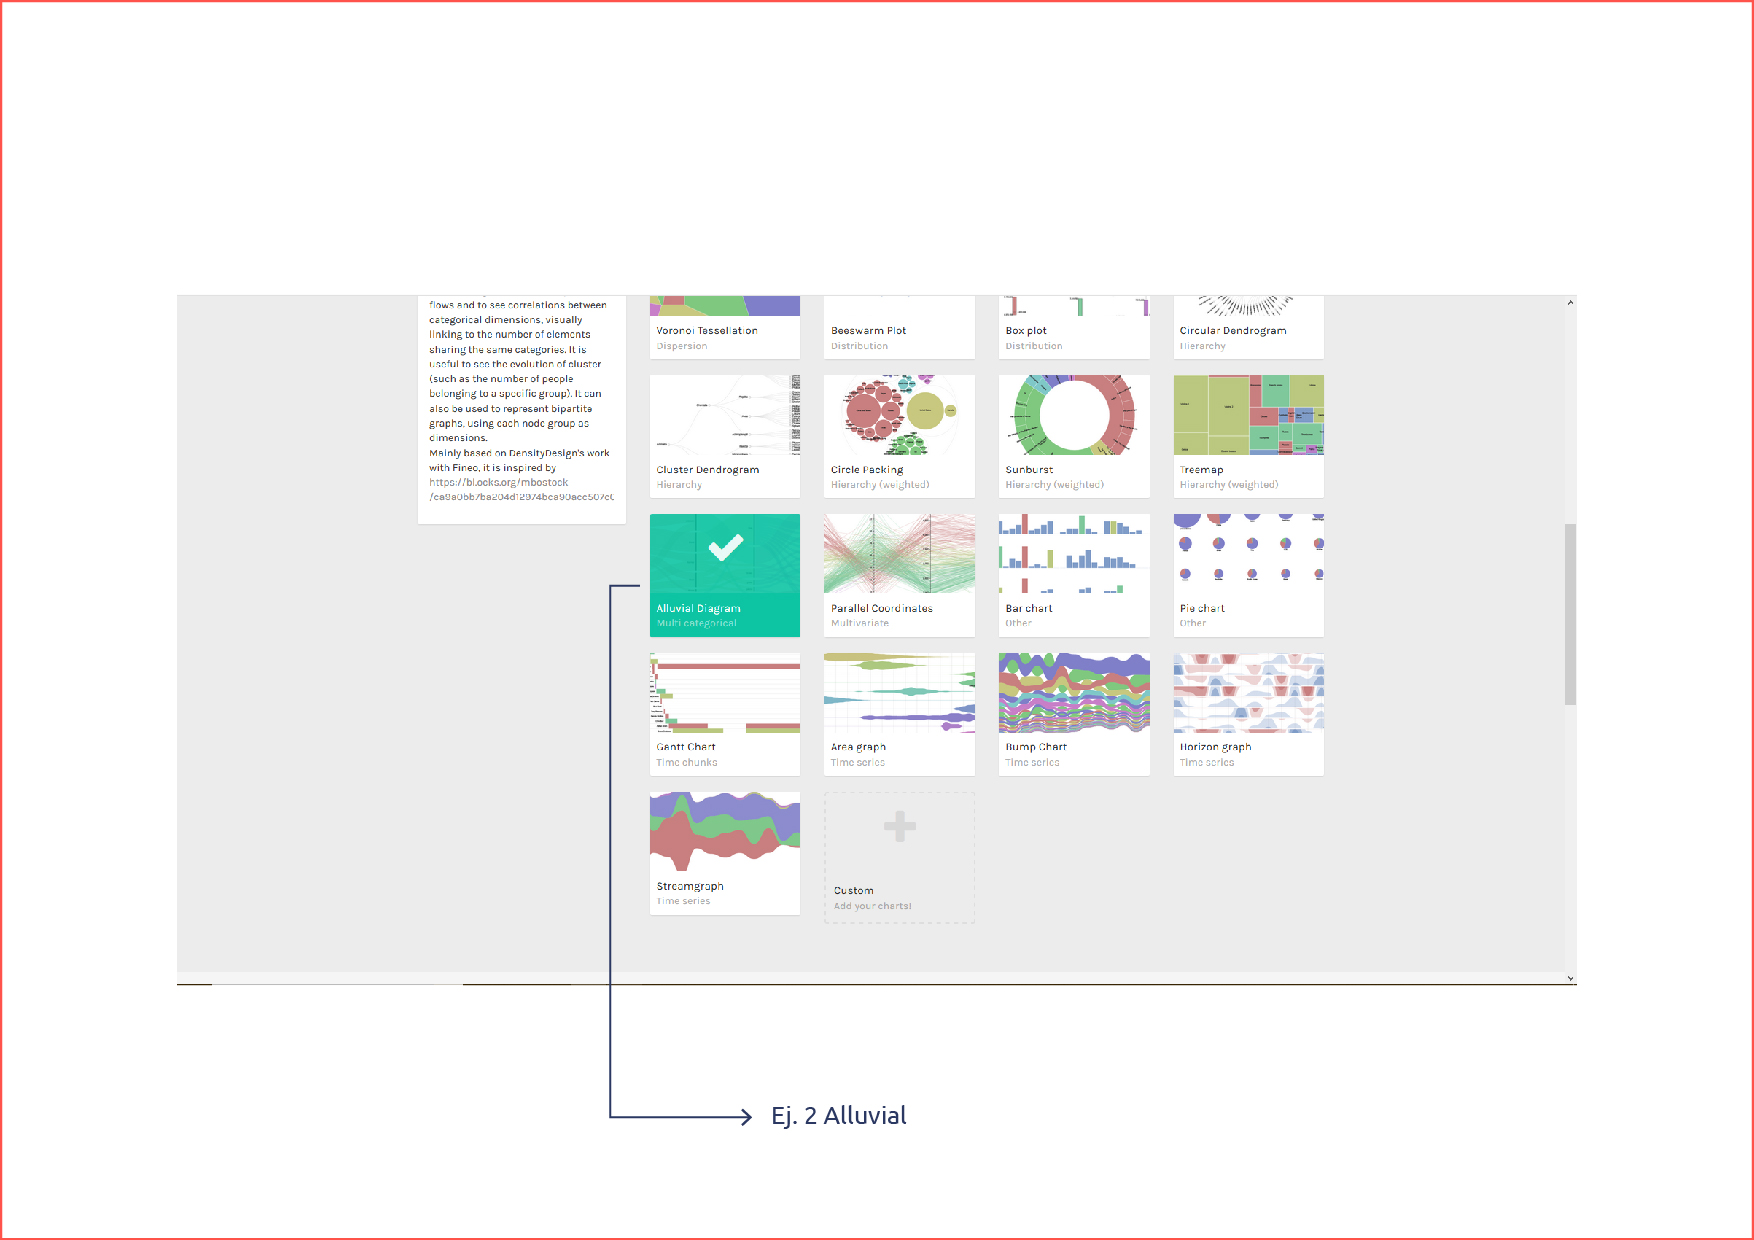 flows and to see correlations between
categorical dimensions, visually
linking to the number of elements
sharing the same categories. It is
useful to see the evolution of cluster
(such as the number of people
belonging to a specific group). It can
also be used to represent bipartite
graphs, using each node group as
dimensions.
Mainly based on DensityDesign's work
with Fineo, it is inspired by
https://bl.ocks.org/mbostock
Voronoi Tessellation
Dispersion
Beeswarm Plot
Distribution
Box plot
Distribution
Circular Dendrogram
Hierarchy
Cluster Dendrogram
Hierarchy
Circle Packing
Hierarchy (weighted)
Sunburst
Hierarchy (weighted)
Treemap
Hierarchy (weighted)
Alluvial Diagram
Multi categorical
Parallel Coordinates
Multivariate
Bar chart
Other
Pie chart
Other
Gantt Chart
Time chunks
Area graph
Time series
Bump Chart
Time series
Horizon graph
Time series
Streamgraph
Time series
Custom
Add your charts!
Ej. 2 Alluvial